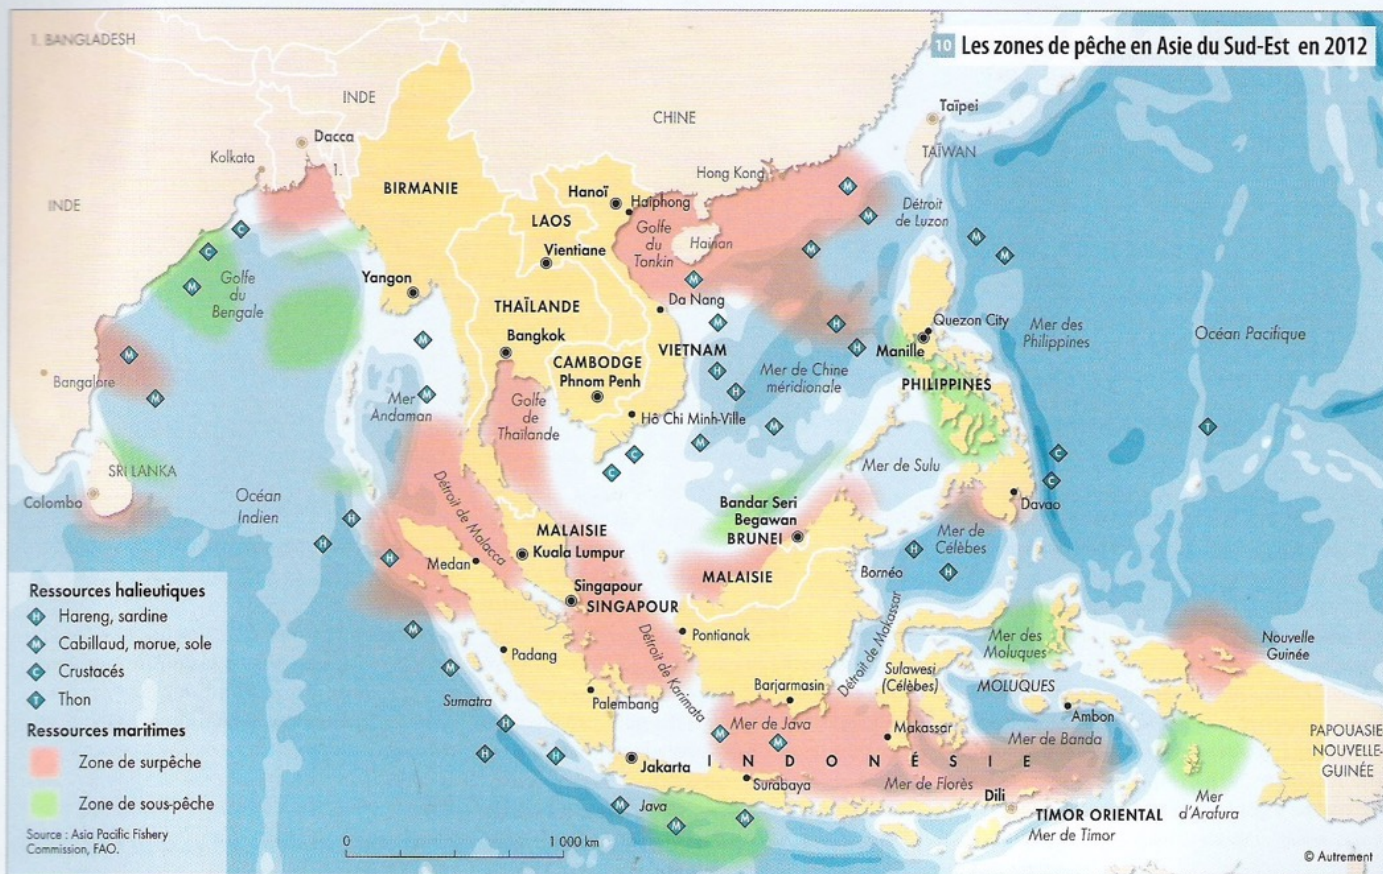 10 Les zones de pêche en Asie du Sud-Est en 2012
1. BANGLADESH
INDE
CHINE
Taïpei
TAÏWAN
Dacca
Kolkata
1.
BIRMANIE
Hanoï
Haïphong
Hong Kong
INDE
LAOS
Golfe
du
Tonkin
Hainan
Détroit
de Luzon
Vientiane
Golfe
du
Bengale
Yangon
THAÏLANDE
Da Nang
Bangkok
Quezon City
Mer des
Philippines
Océan Pacifique
CAMBODGE
Phnom Penh
VIETNAM
Manille
Mer de Chine
méridionale
Bangalore
PHILIPPINES
Mer
Andaman
Golfe
de
Thaïlande
Hô Chi Minh-Ville
SRI LANKA
Colombo
Océan
Indien
Mer de Sulu
Davao
Détroit de Malacca
Bandar Seri
Begawan
BRUNEI
Mer de
Célèbes
MALAISIE
Kuala Lumpur
Medan
MALAISIE
Bornéo
Singapour
SINGAPOUR
Pontianak
Détroit de Karimata
Détroit de Makassar
Mer des
Moluques
Nouvelle
Guinée
Padang
Sumatra
Palembang
Barjarmasin
Sulawesi
(Célèbes)
MOLUQUES
Ambon
Mer de Java
Makassar
Mer de Banda
PAPOUASIE
NOUVELLE-
GUINÉE
Jakarta
INDONÉSIE
Surabaya
Mer de Florès
Dili
Java
TIMOR ORIENTAL
Mer de Timor
Mer
d'Arafura
Ressources halieutiques
H Hareng, sardine
M Cabillaud, morue, sole
C Crustacés
T Thon
Ressources maritimes
Zone de surpêche
Zone de sous-pêche
Source : Asia Pacific Fishery
Commission, FAO.
0 1 000 km
© Autrement